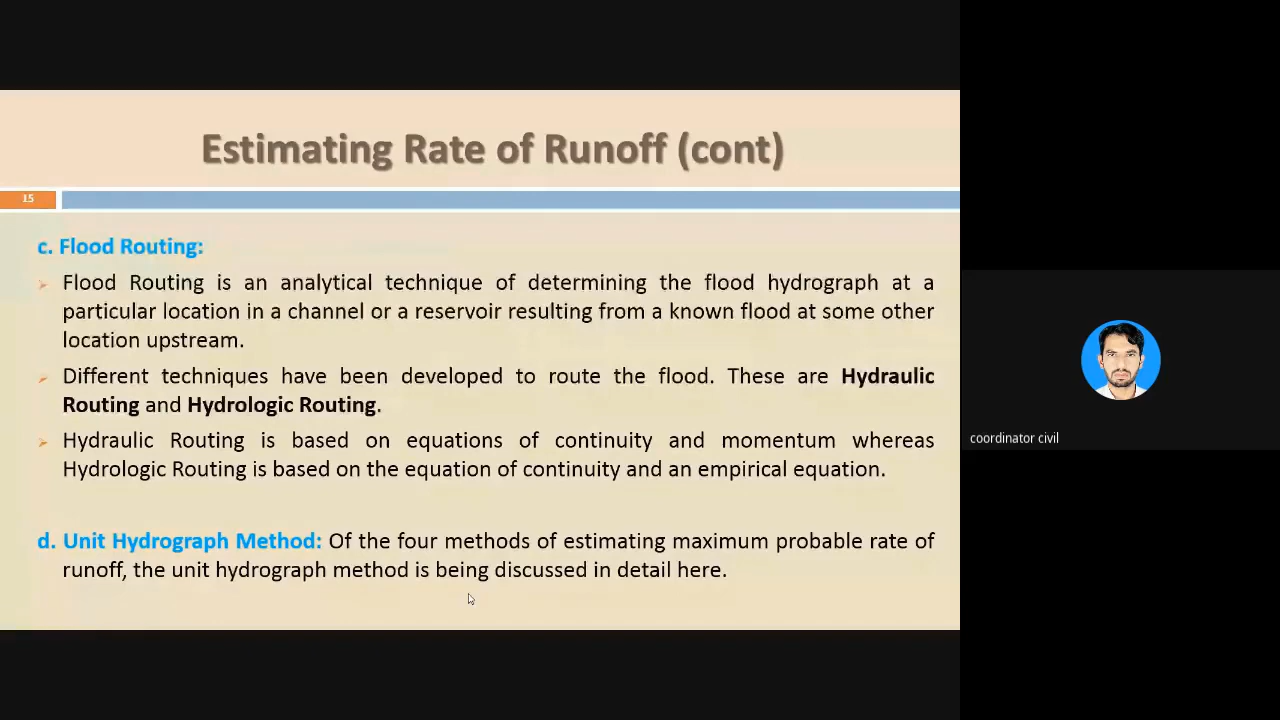 Estimating Rate of Runoff (cont)
15
c. Flood Routing:
Flood Routing is an analytical technique of determining the flood hydrograph at a
particular location in a channel or a reservoir resulting from a known flood at some other
location upstream.
Different techniques have been developed to route the flood. These are Hydraulic
Routing and Hydrologic Routing.
Hydraulic Routing is based on equations of continuity and momentum whereas
Hydrologic Routing is based on the equation of continuity and an empirical equation.
d. Unit Hydrograph Method: Of the four methods of estimating maximum probable rate of
runoff, the unit hydrograph method is being discussed in detail here.
coordinator civil